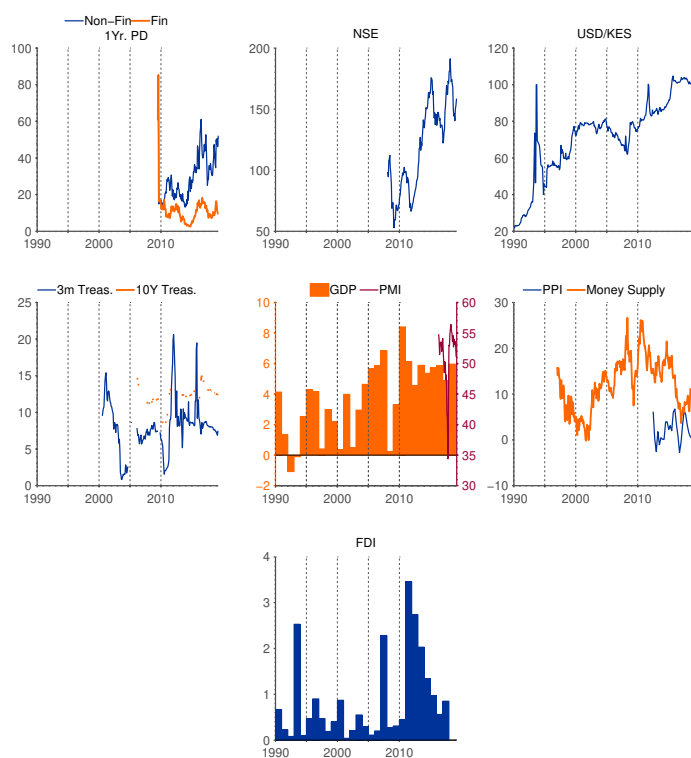 Non−Fin Fin
1Yr. PD
100
80
60
40
20
0
1990 2000 2010
NSE
200
150
100
50
1990 2000 2010
USD/KES
120
100
80
60
40
20
1990 2000 2010
3m Treas. 10Y Treas.
25
20
15
10
5
0
1990 2000 2010
GDP PMI
10 60
8 55
6 50
4 45
2 40
0 35
−2 30
1990 2000 2010
PPI Money Supply
30
20
10
0
−10
1990 2000 2010
FDI
4
3
2
1
0
1990 2000 2010